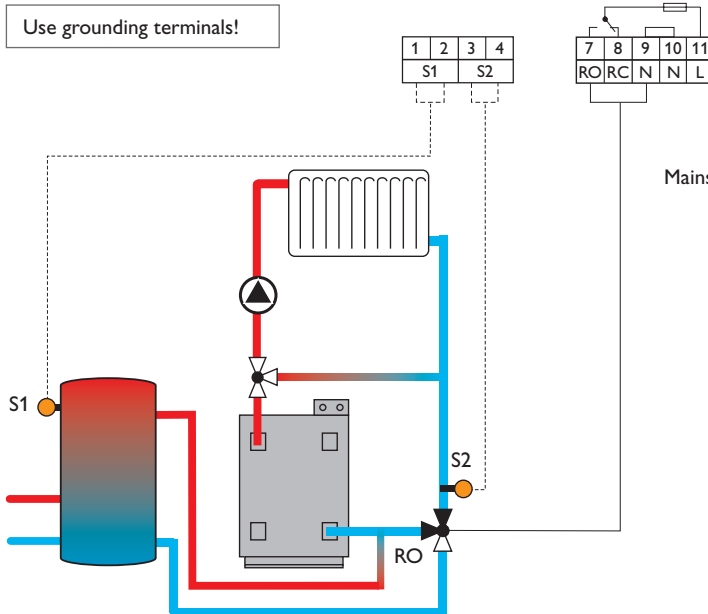 Use grounding terminals!
1 2 3 4
S1 S2
7 8 9 10 11
RO RC N N L
Mains
S1
S2
RO